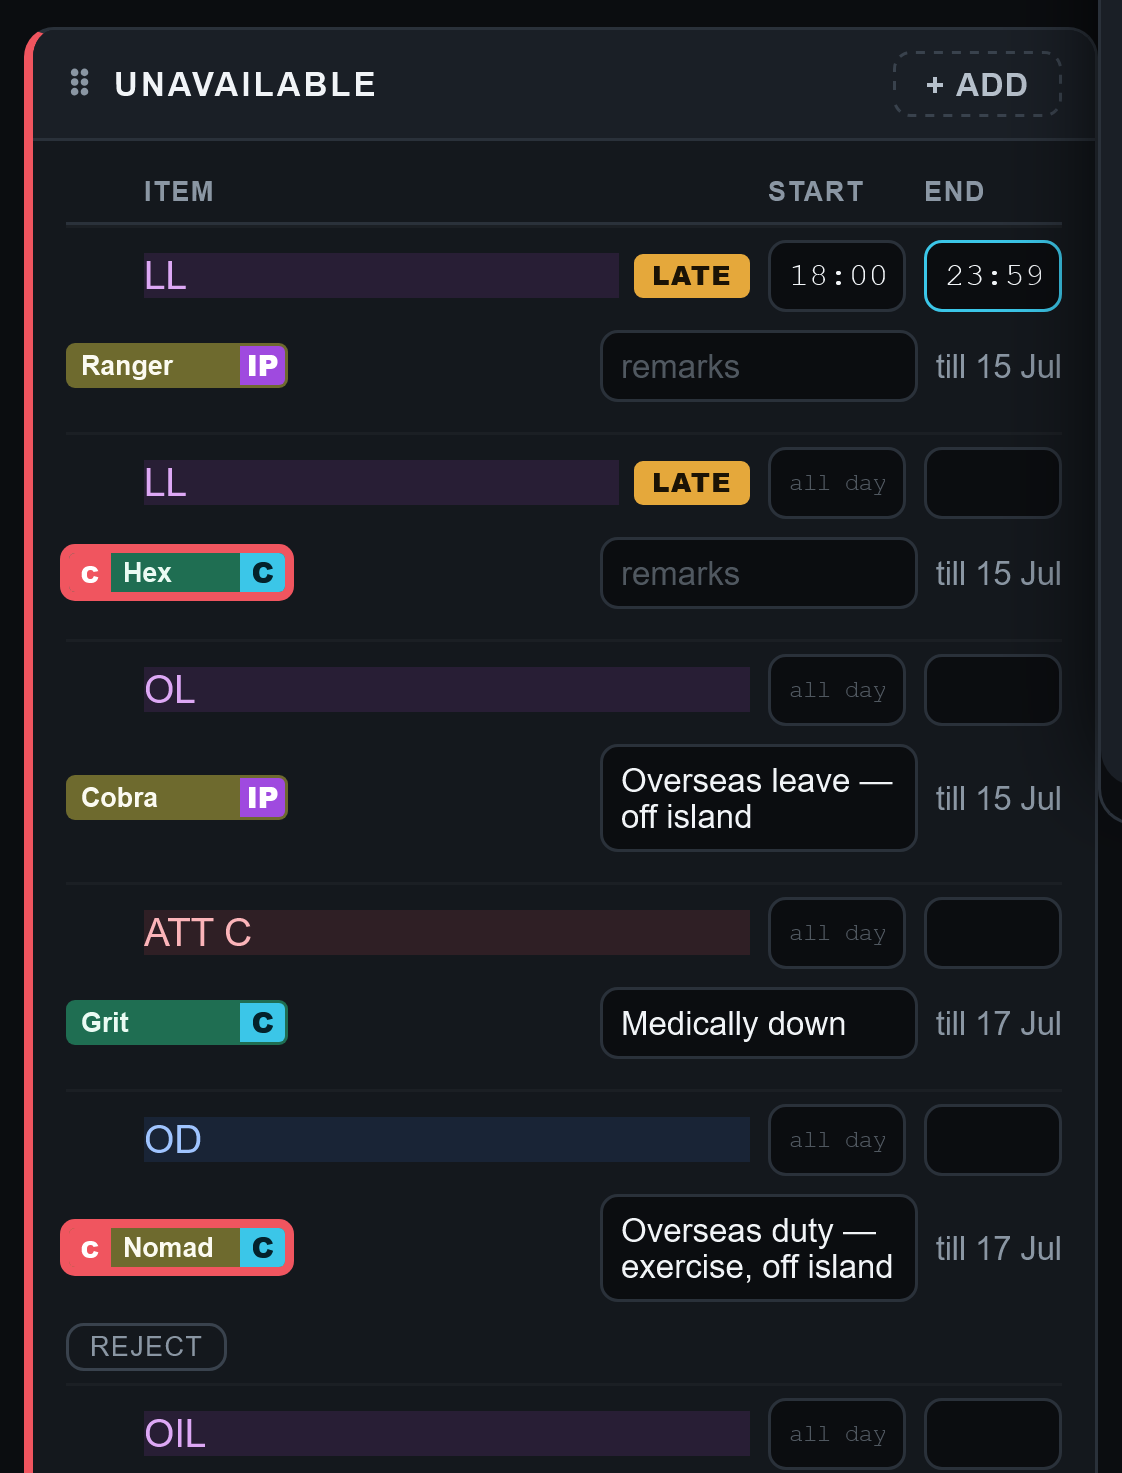 UNAVAILABLE + ADD
ITEM START END
LL LATE 18:00 23:59
Ranger IP remarks till 15 Jul
LL LATE all day
c Hex C remarks till 15 Jul
OL all day
Cobra IP Overseas leave —
off island till 15 Jul
ATT C all day
Grit C Medically down till 17 Jul
OD all day
c Nomad C Overseas duty —
exercise, off island till 17 Jul
REJECT
OIL all day